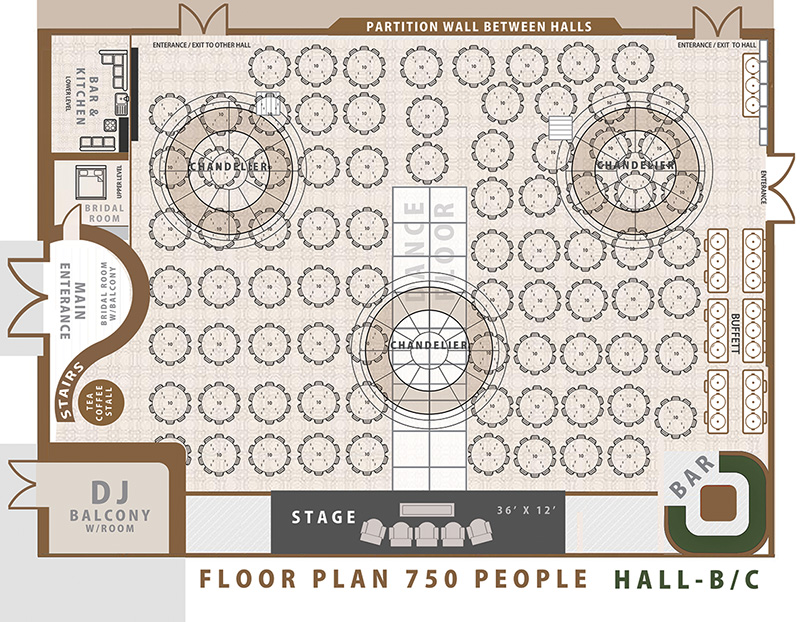 PARTITION WALL BETWEEN HALLS
ENTERANCE / EXIT TO OTHER HALL
ENTERANCE / EXIT TO HALL
BAR &
KITCHEN
LOWER LEVEL
CHANDELIER
CHANDELIER
UPPER LEVEL
BRIDAL
ROOM
ENTERANCE
DANCE
FLOOR
MAIN
ENTERANCE
BRIDAL ROOM
W/BALCONY
CHANDELIER
BUFFETT
STAIRS
TEA
COFFEE
STALL
BAR
DJ
BALCONY
W/ROOM
STAGE
36' X 12'
FLOOR PLAN 750 PEOPLE HALL-B/C